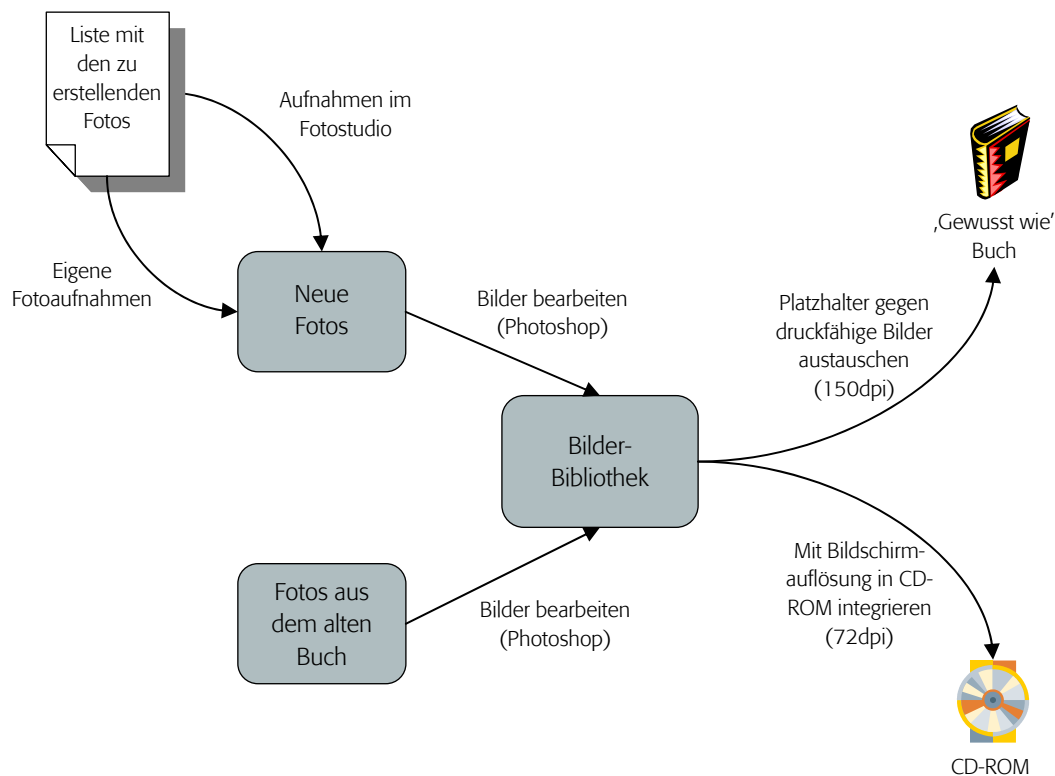 Liste mit
den zu
erstellenden
Fotos
Aufnahmen im
Fotostudio
Eigene
Fotoaufnahmen
Neue
Fotos
Bilder bearbeiten
(Photoshop)
‚Gewusst wie’
Buch
Platzhalter gegen
druckfähige Bilder
austauschen
(150dpi)
Bilder-
Bibliothek
Fotos aus
dem alten
Buch
Bilder bearbeiten
(Photoshop)
Mit Bildschirm-
auflösung in CD-
ROM integrieren
(72dpi)
CD-ROM